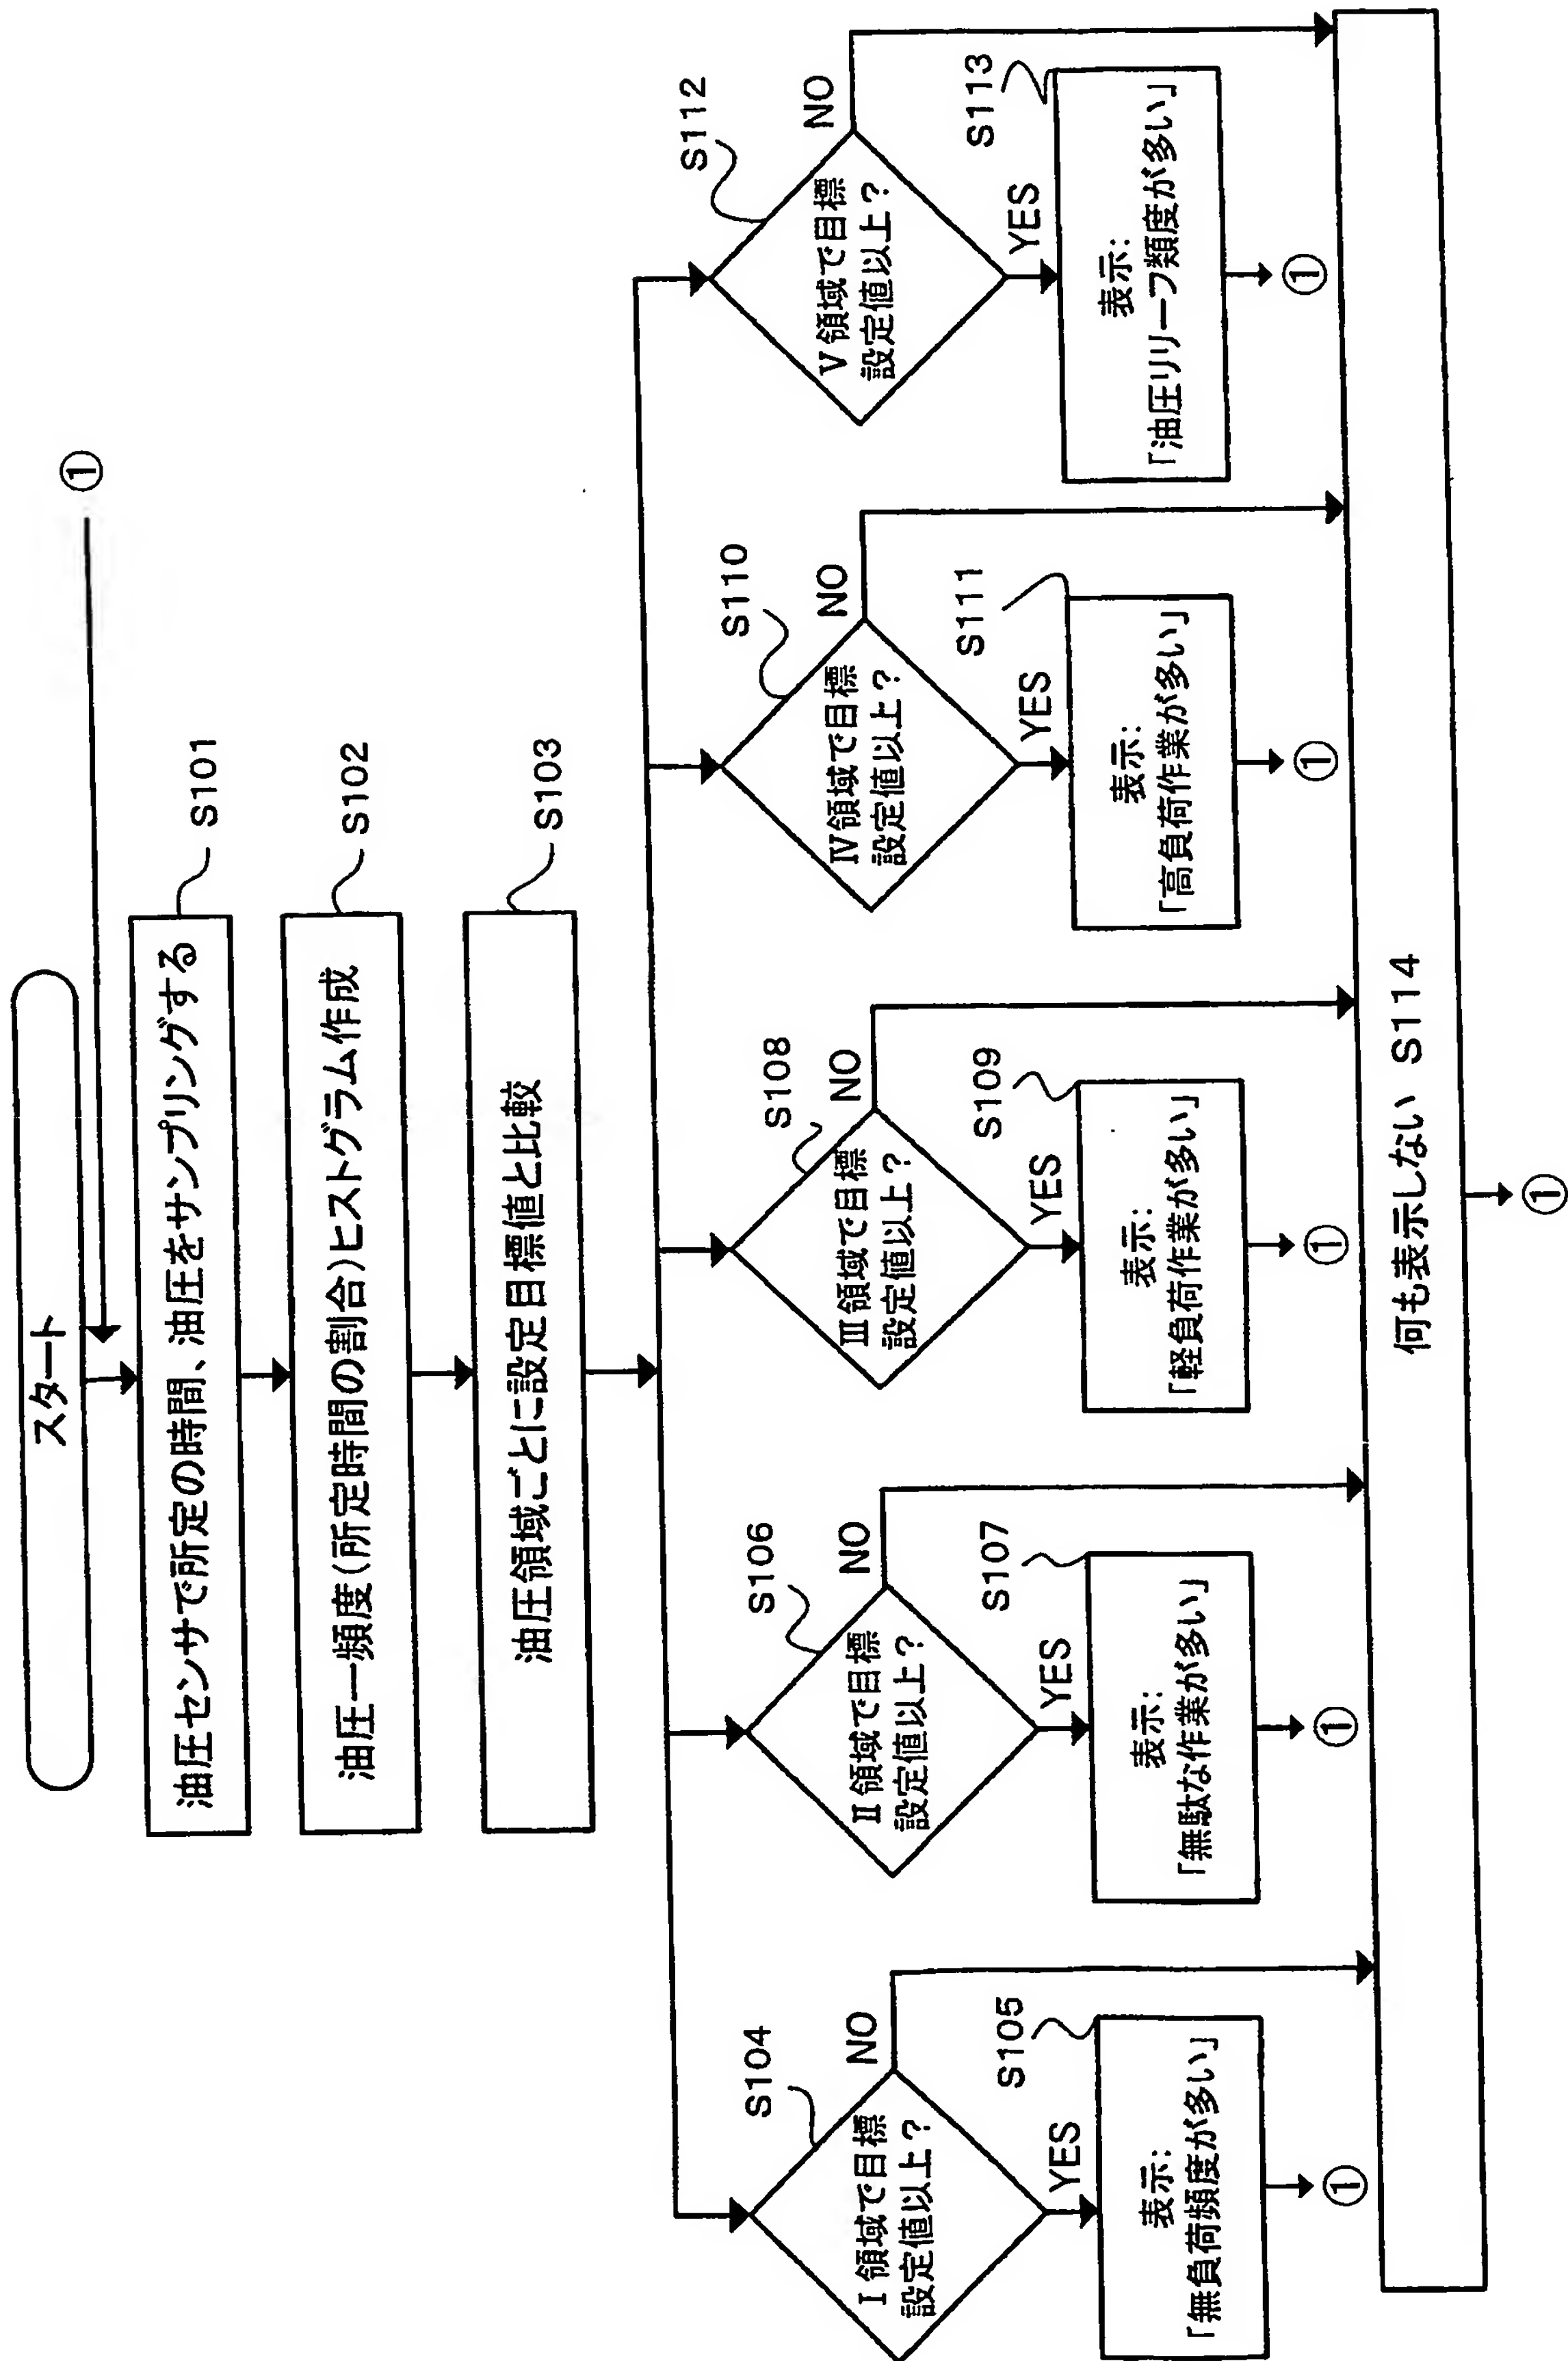 スタート
①
油圧センサで所定の時間、油圧をサンプリングする
S101
油圧ー頻度(所定時間の割合)ヒストグラム作成
S102
油圧領域ごとに設定目標値と比較
S103
I領域で目標
設定値以上?
S104
NO
YES
表示:
「無負荷頻度が多い」
S105
①
II領域で目標
設定値以上?
S106
NO
YES
表示:
「無駄な作業が多い」
S107
①
III領域で目標
設定値以上?
S108
NO
YES
表示:
「軽負荷作業が多い」
S109
①
IV領域で目標
設定値以上?
S110
NO
YES
表示:
「高負荷作業が多い」
S111
①
V領域で目標
設定値以上?
S112
NO
YES
表示:
「油圧リリーフ類度が多い」
S113
①
何も表示しない S114
①